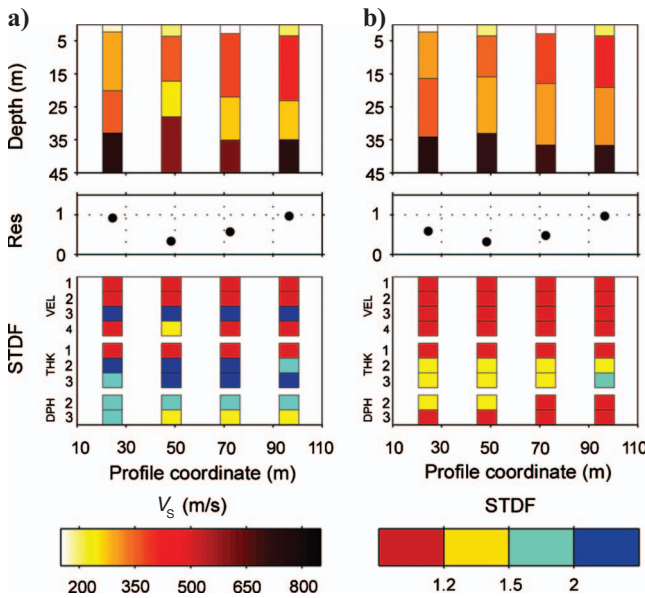 a)
b)
Depth (m)
5
15
25
35
45
5
15
25
35
45
Res
1
0
1
0
STDF
VEL
1
2
3
4
THK
1
2
3
DPH
2
3
VEL
1
2
3
4
THK
1
2
3
DPH
2
3
10 30 50 70 90 110
10 30 50 70 90 110
Profile coordinate (m)
Profile coordinate (m)
Vs (m/s)
200 350 500 650 800
STDF
1.2 1.5 2